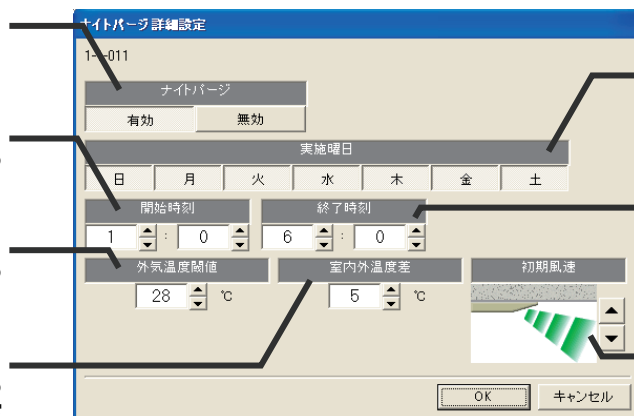 ナイトパージ詳細設定
ナイトパージ
有効 無効
実施曜日
日 月 火 水 木 金 土
開始時刻 終了時刻
1 : 0 6 : 0
外気温度閾値 室内外温度差 初期風速
28 ℃ 5 ℃
OK キャンセル